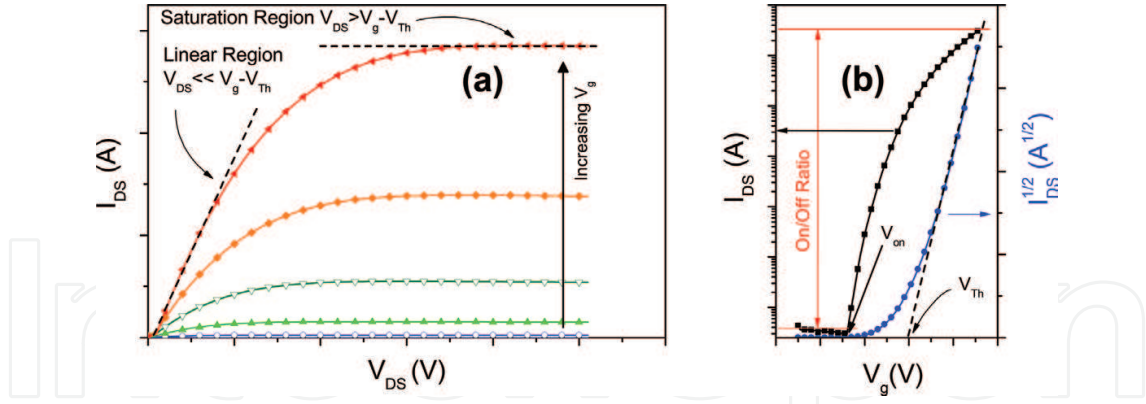 Saturation Region V_DS>V_g-V_Th
Linear Region
V_DS<< V_g-V_Th
(a)
Increasing V_g
I_DS (A)
V_DS (V)
(b)
I_DS (A)
On/Off Ratio
V_on
V_Th
I_DS^1/2 (A^1/2)
V_g(V)